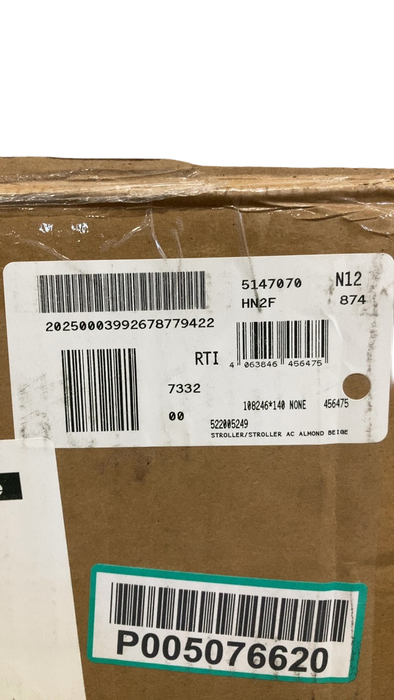 5147070 N12
HN2F 874
20250003992678779422
RTI 4 063846 456475
7332
108246*140 NONE 456475
00
522005249
STROLLER/STROLLER AC ALMOND BEIGE
e
P005076620